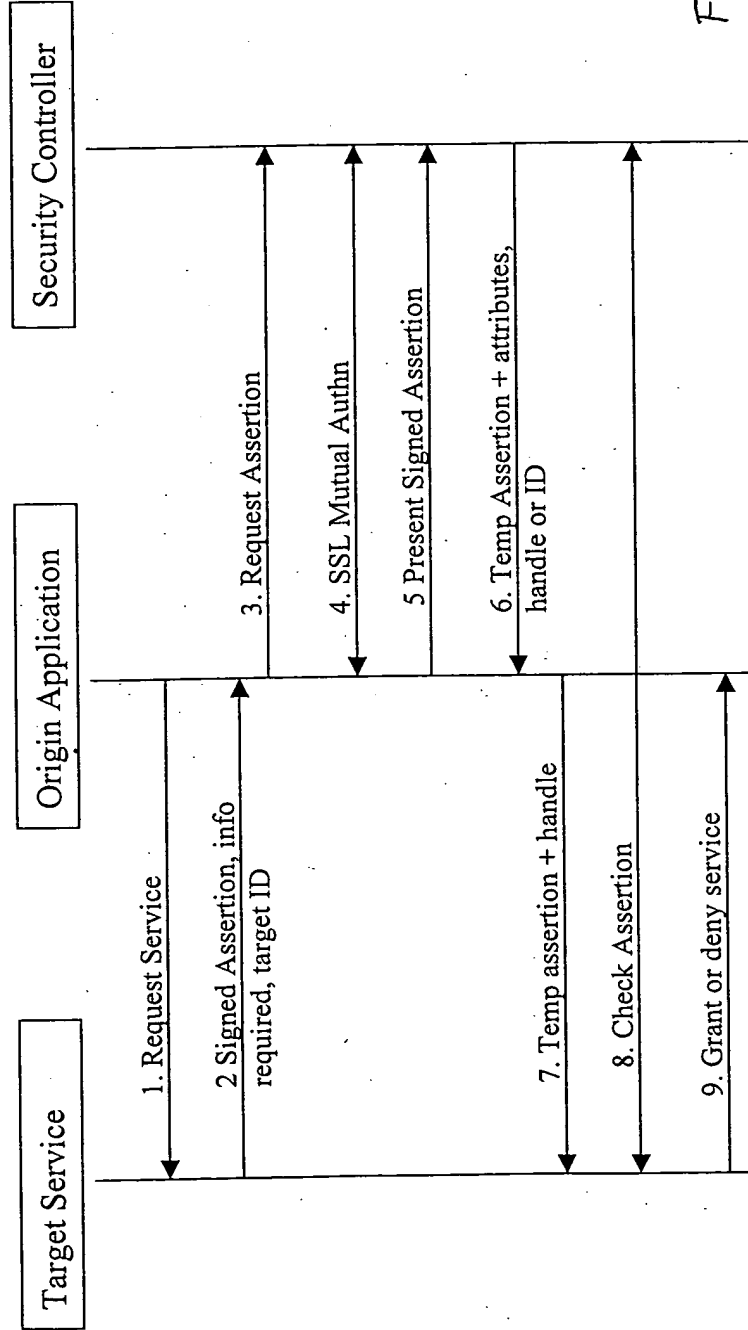 Target Service
Origin Application
Security Controller
1. Request Service
2 Signed Assertion, info
required, target ID
3. Request Assertion
4. SSL Mutual Authn
5 Present Signed Assertion
6. Temp Assertion + attributes,
handle or ID
7. Temp assertion + handle
8. Check Assertion
9. Grant or deny service
F